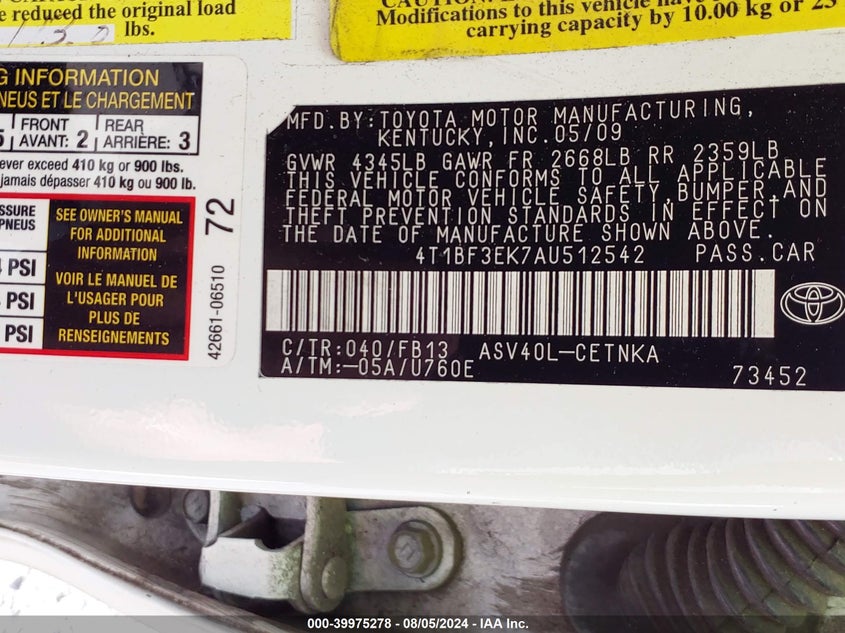 e reduced the original load
lbs.
Modifications to this vehicle have
carrying capacity by 10.00 kg or
G INFORMATION
PNEUS ET LE CHARGEMENT
5 FRONT AVANT: 2 REAR ARRIÈRE: 3
ever exceed 410 kg or 900 lbs.
jamais dépasser 410 kg ou 900 lb.
SSURE
PNEUS
PSI
PSI
PSI
SEE OWNER'S MANUAL
FOR ADDITIONAL
INFORMATION
VOIR LE MANUEL DE
L'USAGER POUR
PLUS DE
RENSEIGNEMENTS
72
42661-06510
MFD.BY:TOYOTA MOTOR MANUFACTURING,
KENTUCKY,INC.05/09
GVWR 4345LB GAWR FR 2668LB RR 2359LB
THIS VEHICLE CONFORMS TO ALL APPLICABLE
FEDERAL MOTOR VEHICLE SAFETY,BUMPER,AND
THEFT PREVENTION STANDARDS IN EFFECT ON
THE DATE OF MANUFACTURE SHOWN ABOVE.
4T1BF3EK7AU512542 PASS.CAR
C/TR:040/FB13 ASV40L-CETNKA
A/TM:-05A/U760E
73452
000-39975278 - 08/05/2024 - IAA Inc.